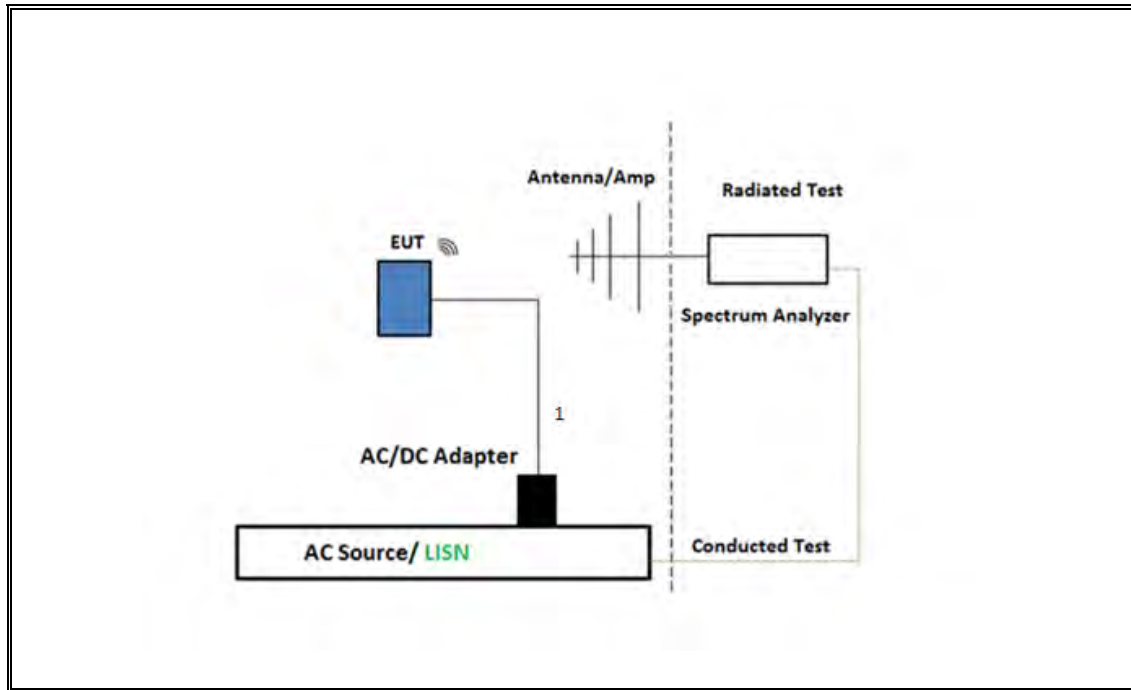 Antenna/Amp
Radiated Test
EUT
Spectrum Analyzer
1
AC/DC Adapter
AC Source/ LISN
Conducted Test